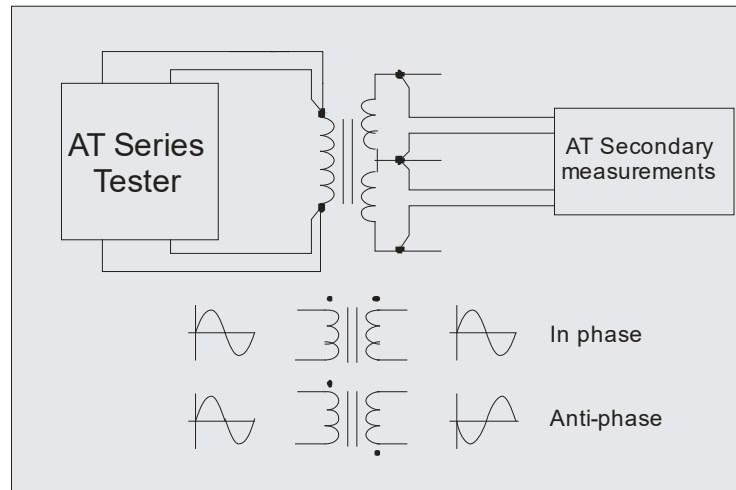 AT Series
Tester
AT Secondary
measurements
In phase
Anti-phase